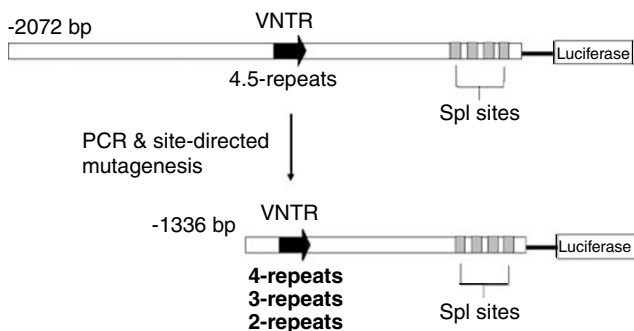 VNTR
-2072 bp
Luciferase
4.5-repeats
Spl sites
PCR & site-directed
mutagenesis
VNTR
-1336 bp
Luciferase
4-repeats
3-repeats
2-repeats
Spl sites